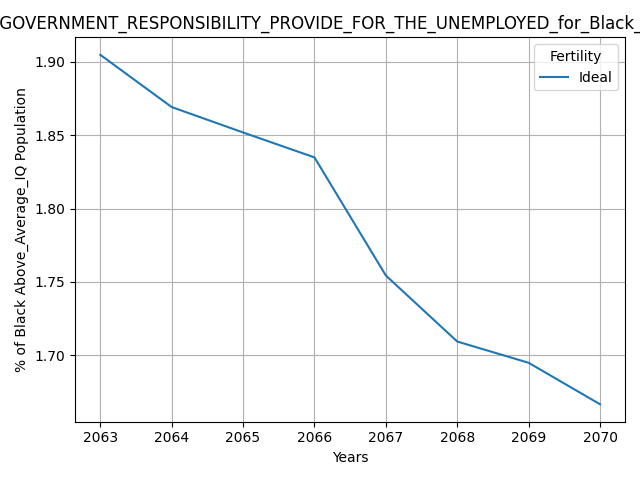 GOVERNMENT_RESPONSIBILITY_PROVIDE_FOR_THE_UNEMPLOYED_for_Black_
Fertility
Ideal
% of Black Above_Average_IQ Population
1.90
1.85
1.80
1.75
1.70
2063 2064 2065 2066 2067 2068 2069 2070
Years